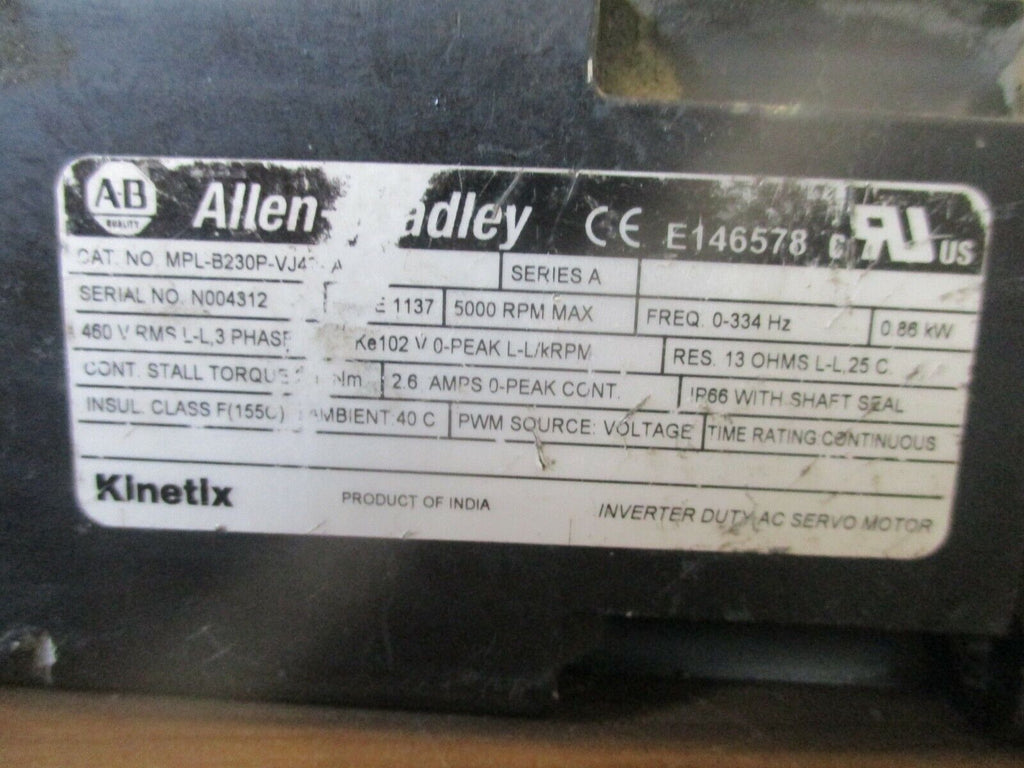 A-B QUALITY Allen-Bradley CE E146578 c RU US
CAT. NO. MPL-B230P-VJ4 A SERIES A
SERIAL NO. N004312 1137 5000 RPM MAX FREQ. 0-334 Hz 0.86 kW
460 V RMS L-L,3 PHASE Ke102 V 0-PEAK L-L/kRPM RES. 13 OHMS L-L,25 C.
CONT. STALL TORQUE Nm 2.6 AMPS 0-PEAK CONT. IP66 WITH SHAFT SEAL
INSUL. CLASS F(155C) AMBIENT 40 C PWM SOURCE: VOLTAGE TIME RATING:CONTINUOUS
Kinetix PRODUCT OF INDIA INVERTER DUTY AC SERVO MOTOR